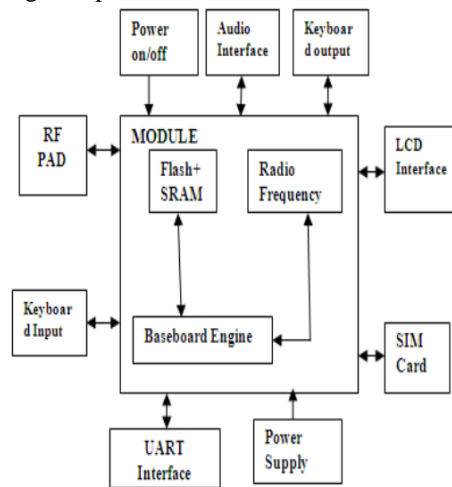 Power
on/off
Audio
Interface
Keyboar
d output
RF
PAD
MODULE
Flash+
SRAM
Radio
Frequency
LCD
Interface
Keyboar
d Input
Baseboard Engine
SIM
Card
UART
Interface
Power
Supply